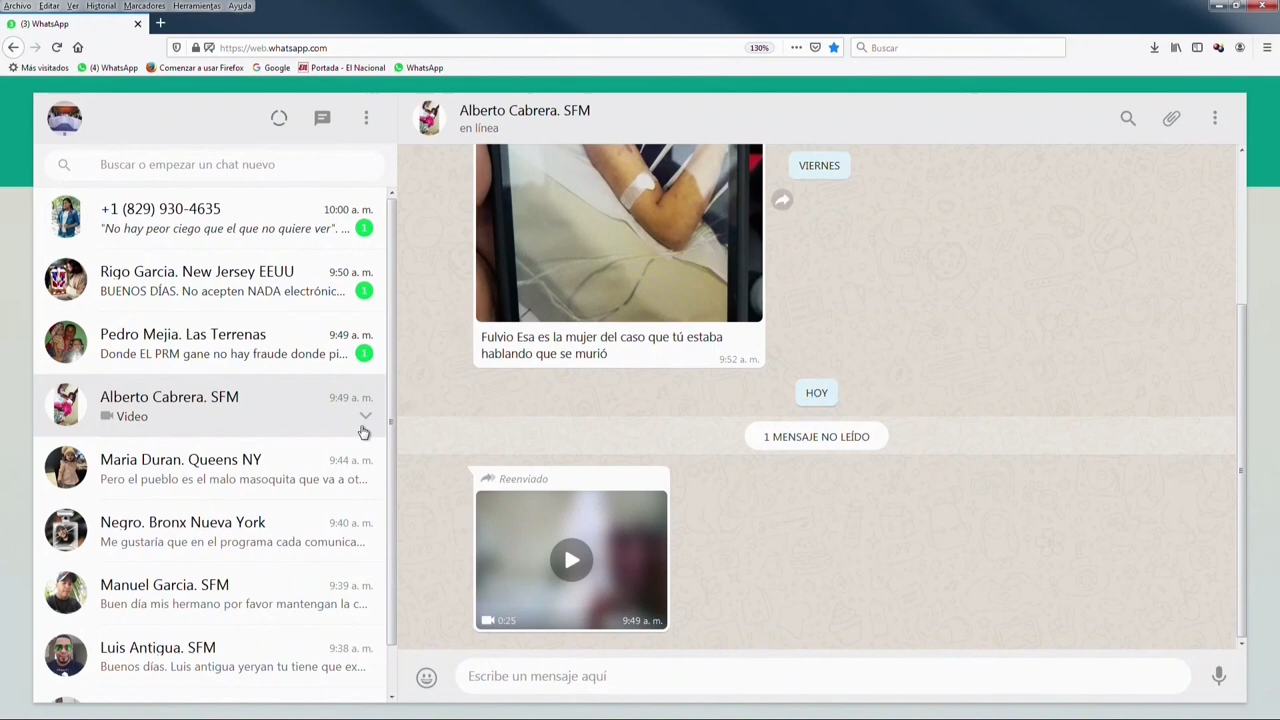 Archivo Editar Ver Historial Marcadores Herramientas Ayuda
(3) WhatsApp
https://web.whatsapp.com
130%
Buscar
Más visitados
(4) WhatsApp
Comenzar a usar Firefox
Google
Portada - El Nacional
WhatsApp
Buscar o empezar un chat nuevo
+1 (829) 930-4635
10:00 a. m.
"No hay peor ciego que el que no quiere ver". ...
1
Rigo Garcia. New Jersey EEUU
9:50 a. m.
BUENOS DÍAS. No acepten NADA electrónic...
1
Pedro Mejia. Las Terrenas
9:49 a. m.
Donde EL PRM gane no hay fraude donde pi...
1
Alberto Cabrera. SFM
9:49 a. m.
Video
Maria Duran. Queens NY
9:44 a. m.
Pero el pueblo es el malo masoquita que va a ot...
Negro. Bronx Nueva York
9:40 a. m.
Me gustaría que en el programa cada comunica...
Manuel Garcia. SFM
9:39 a. m.
Buen día mis hermano por favor mantengan la c...
Luis Antigua. SFM
9:38 a. m.
Buenos días. Luis antigua yeryan tu tiene que ex...
Alberto Cabrera. SFM
en línea
VIERNES
Fulvio Esa es la mujer del caso que tú estaba
hablando que se murió
9:52 a. m.
HOY
1 MENSAJE NO LEÍDO
Reenviado
0:25
9:49 a. m.
Escribe un mensaje aquí